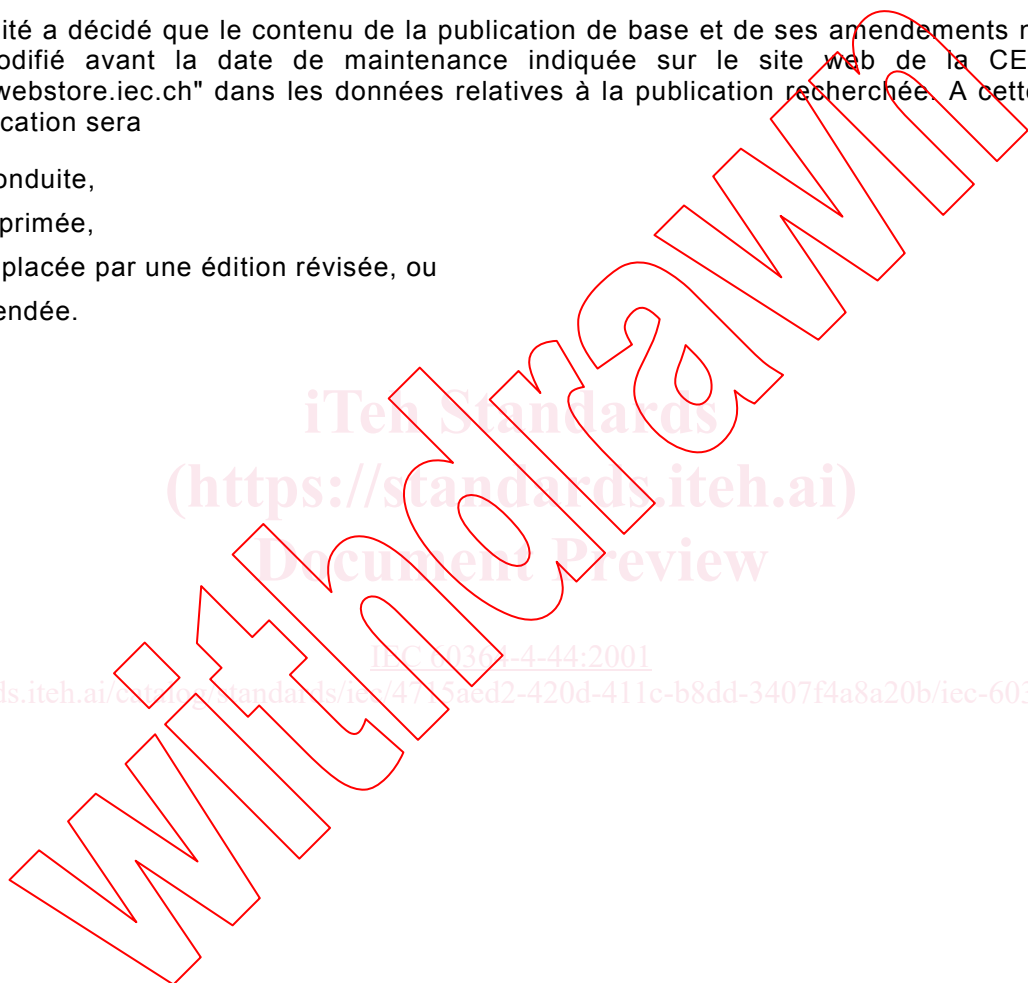 ité a décidé que le contenu de la publication de base et de ses amendements n
odifié avant la date de maintenance indiquée sur le site web de la CE
webstore.iec.ch" dans les données relatives à la publication recherchée. A cette
cation sera
onduite,
primée,
placée par une édition révisée, ou
endée.
iTeh Standards
(https://standards.iteh.ai)
Document Preview
IEC 60364-4-44:2001
ds.iteh.ai/catalog/standards/iec/4715aed2-420d-411c-b8dd-3407f4a8a20b/iec-603
withdrawn